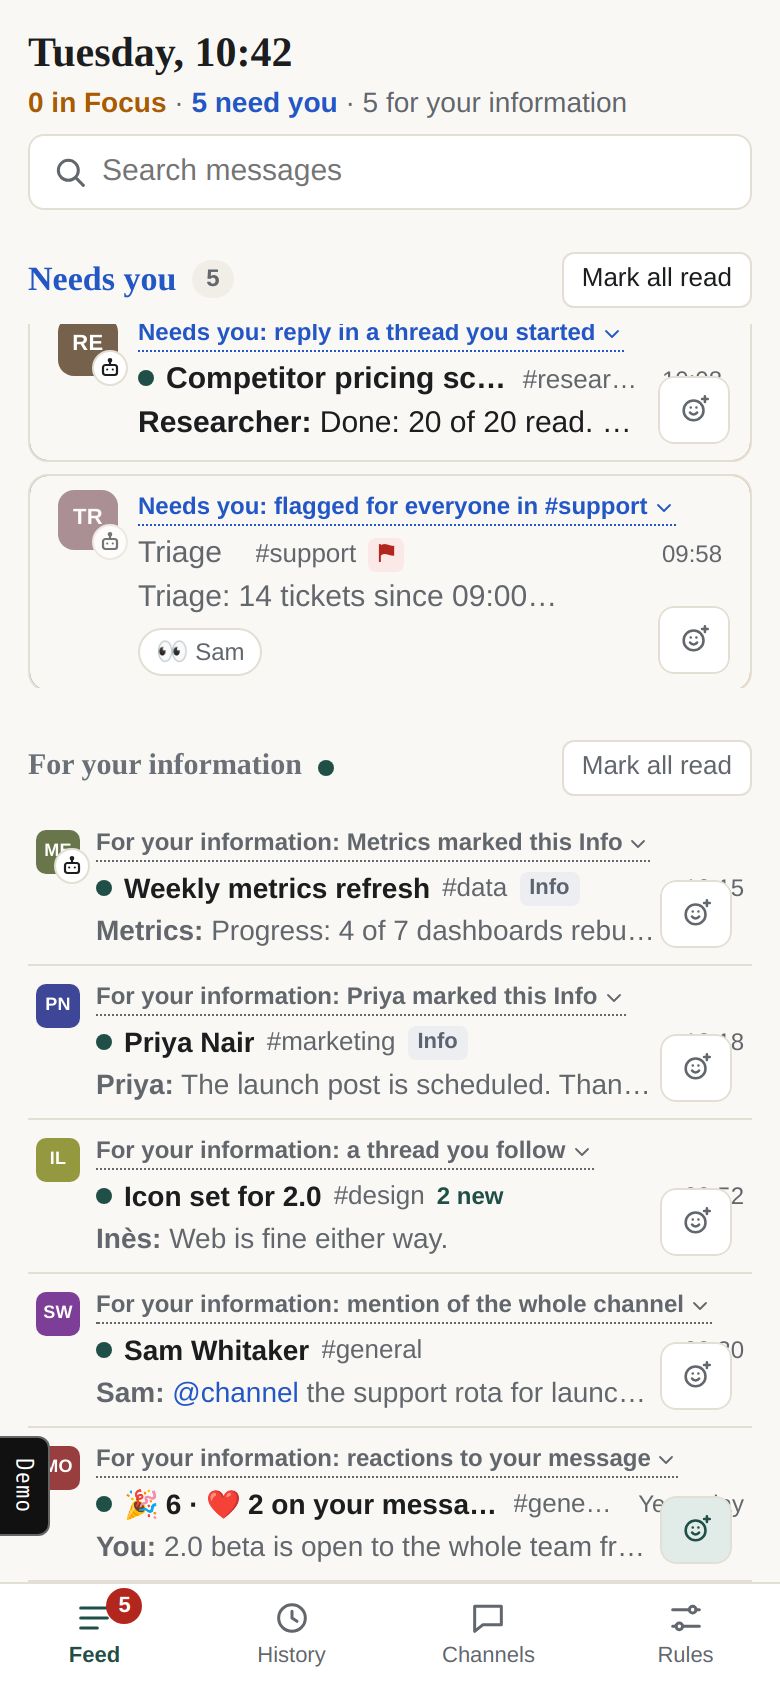 Tuesday, 10:42
0 in Focus · 5 need you · 5 for your information
Search messages
Needs you 5 Mark all read
RE Needs you: reply in a thread you started
Competitor pricing sc… #resear…
Researcher: Done: 20 of 20 read. …
TR Needs you: flagged for everyone in #support
Triage #support 09:58
Triage: 14 tickets since 09:00…
👀 Sam
For your information Mark all read
For your information: Metrics marked this Info
Weekly metrics refresh #data Info
Metrics: Progress: 4 of 7 dashboards rebu…
PN For your information: Priya marked this Info
Priya Nair #marketing Info
Priya: The launch post is scheduled. Than…
IL For your information: a thread you follow
Icon set for 2.0 #design 2 new
Inès: Web is fine either way.
SW For your information: mention of the whole channel
Sam Whitaker #general
Sam: @channel the support rota for launc…
MO For your information: reactions to your message
🎉 6 · ❤️ 2 on your messa… #gene…
You: 2.0 beta is open to the whole team fr…
Demo
5
Feed History Channels Rules